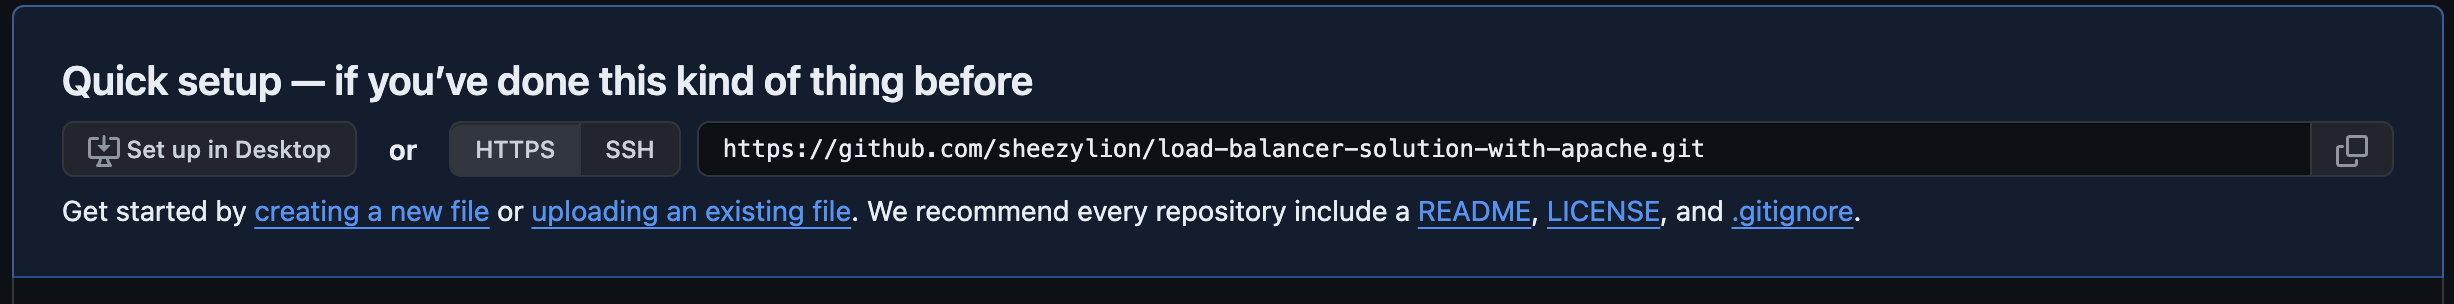 Quick setup — if you’ve done this kind of thing before
Set up in Desktop or HTTPS SSH https://github.com/sheezylion/load-balancer-solution-with-apache.git
Get started by creating a new file or uploading an existing file. We recommend every repository include a README, LICENSE, and .gitignore.